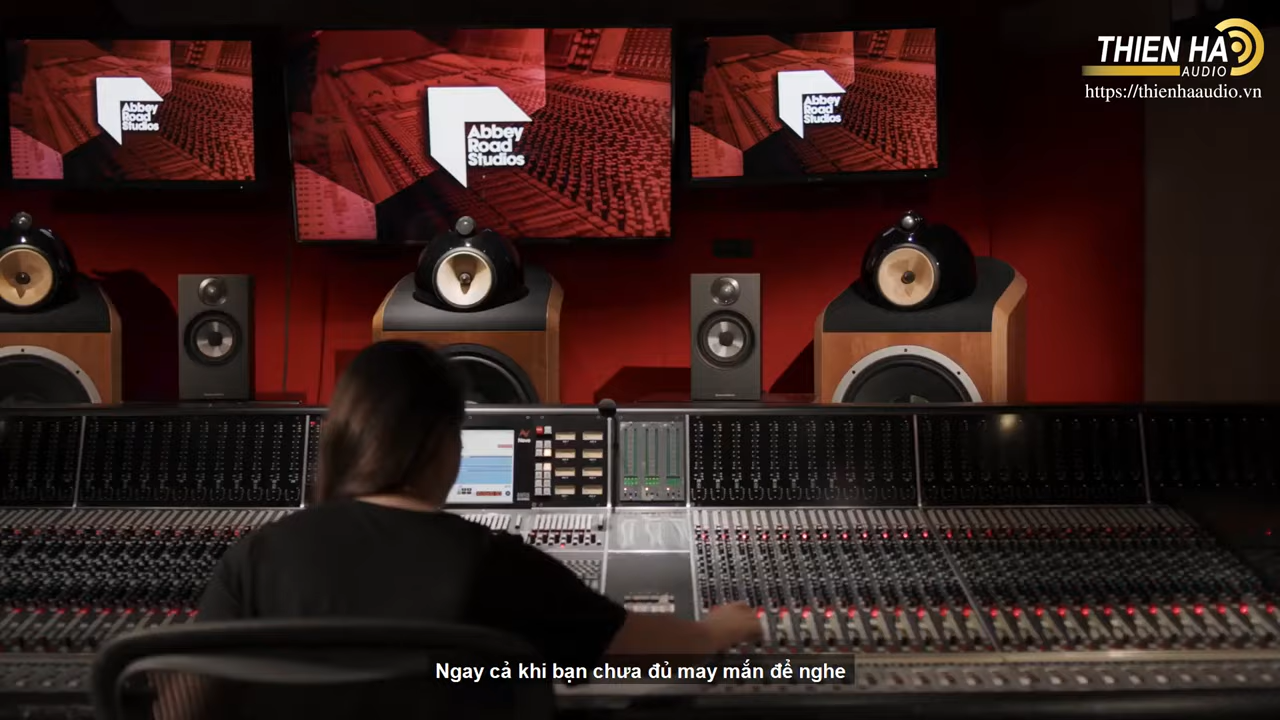 Abbey
Road
Studios
Abbey
Road
Studios
Abbey
Road
Studios
THIEN HA
AUDIO
https://thienhaaudio.vn
Neve
Ngay cả khi bạn chưa đủ may mắn để nghe